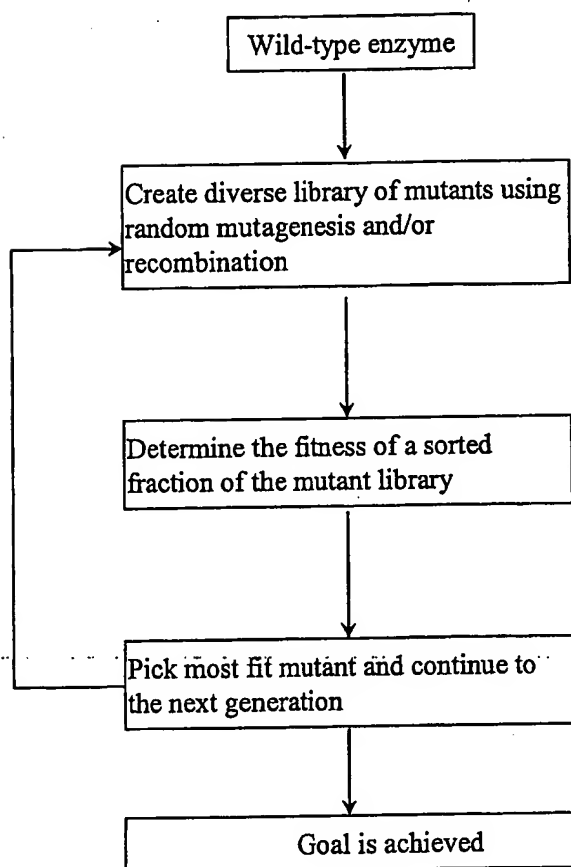 Wild-type enzyme
Create diverse library of mutants using
random mutagenesis and/or
recombination
Determine the fitness of a sorted
fraction of the mutant library
Pick most fit mutant and continue to
the next generation
Goal is achieved